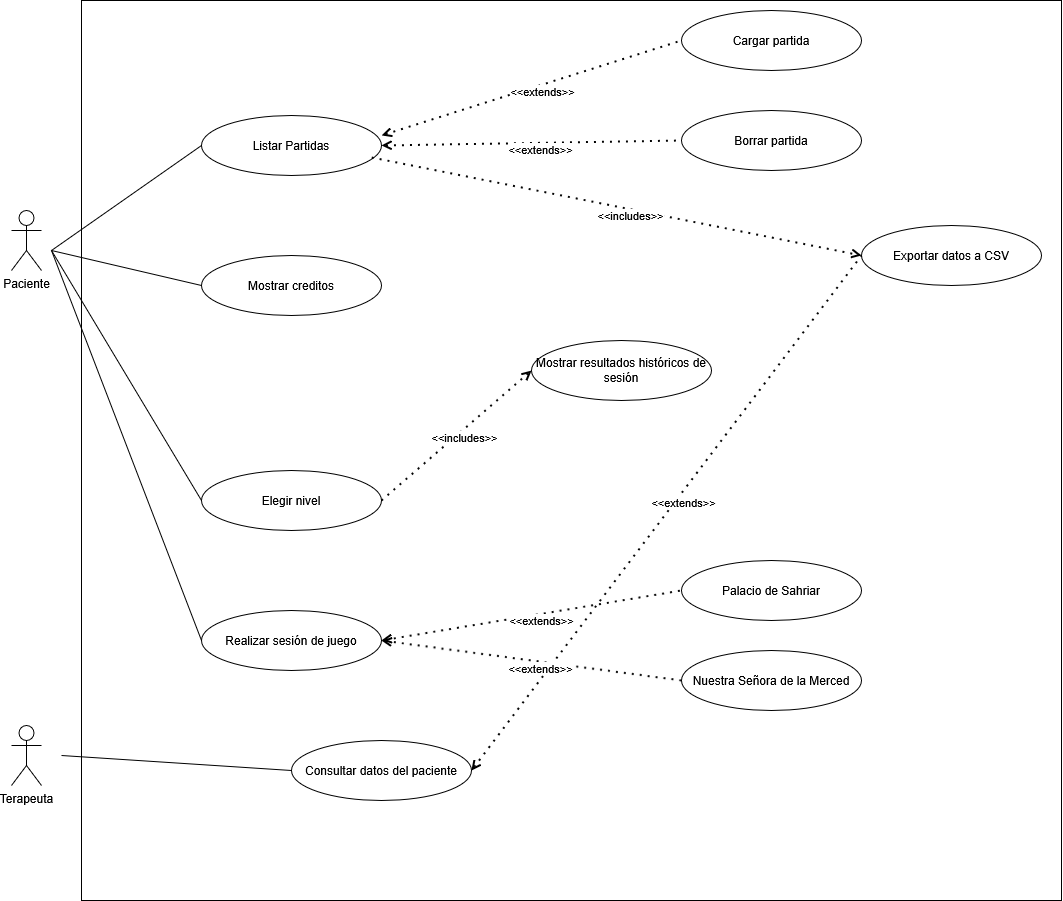 Cargar partida
<<extends>>
Listar Partidas
Borrar partida
<<extends>>
<<includes>>
Exportar datos a CSV
Paciente
Mostrar creditos
Mostrar resultados históricos de
sesión
<<includes>>
Elegir nivel
<<extends>>
Palacio de Sahriar
<<extends>>
Realizar sesión de juego
<<extends>>
Nuestra Señora de la Merced
Consultar datos del paciente
Terapeuta